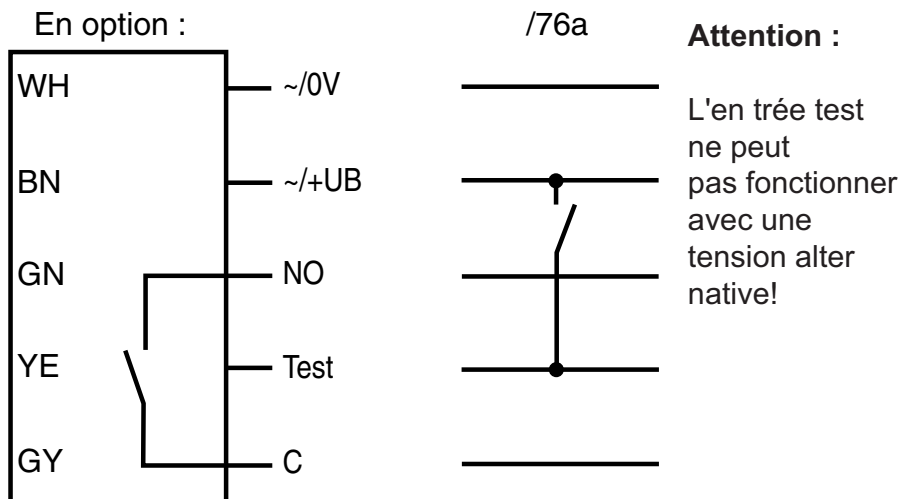 En option :
/76a
Attention :
WH
~/0V
BN
~/+UB
GN
NO
YE
Test
GY
C
L'en trée test
ne peut
pas fonctionner
avec une
tension alter
native!